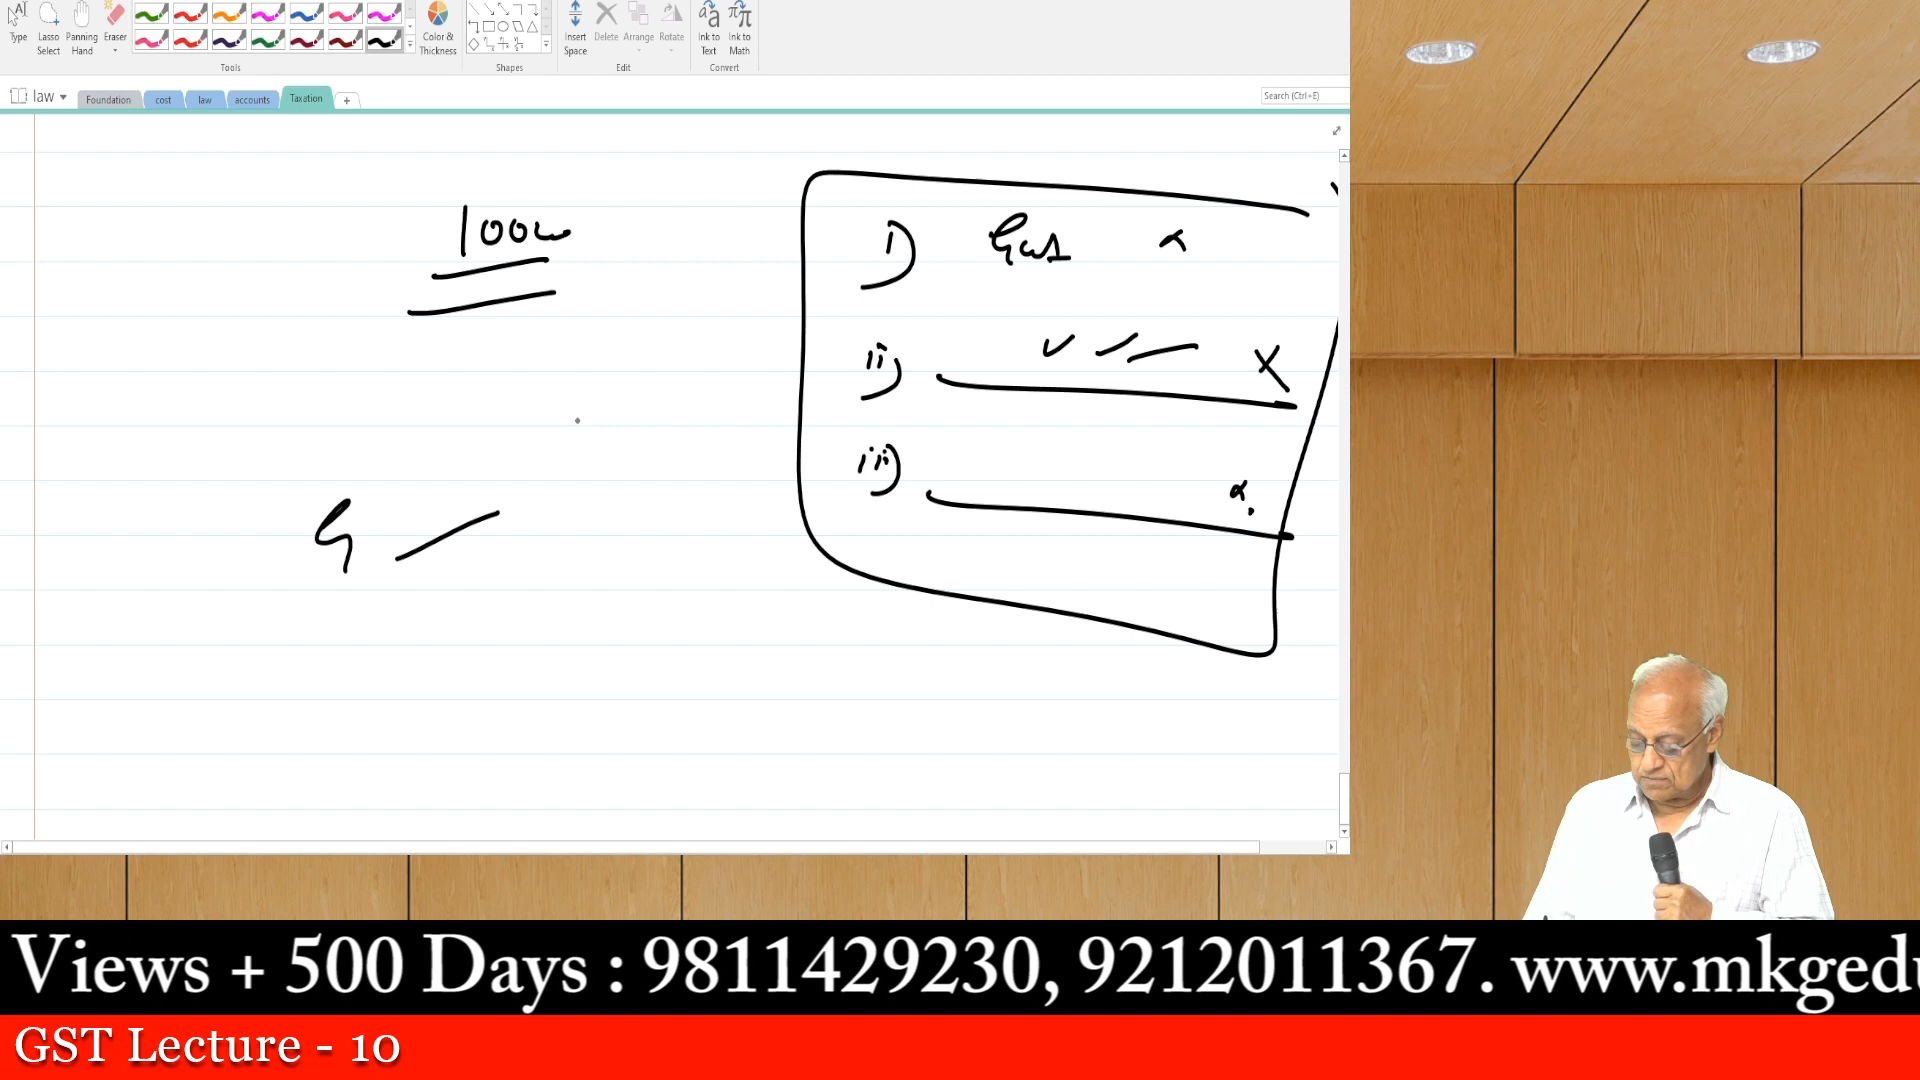 Type
Lasso Select
Panning Hand
Eraser
Color & Thickness
Insert Space
Delete
Arrange
Rotate
Ink to Text
Ink to Math
Tools
Shapes
Edit
Convert
law
Foundation
cost
law
accounts
Taxation
Search (Ctrl+E)
i)
ii)
iii)
Views + 500 Days : 9811429230, 9212011367. www.mkgedu
GST Lecture - 10